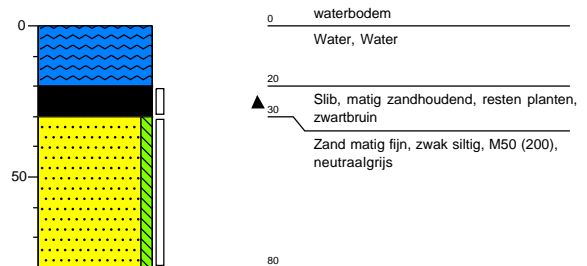 0
50
0
waterbodem
Water, Water
20
Slib, matig zandhoudend, resten planten,
zwartbruin
30
Zand matig fijn, zwak siltig, M50 (200),
neutraalgrijs
80